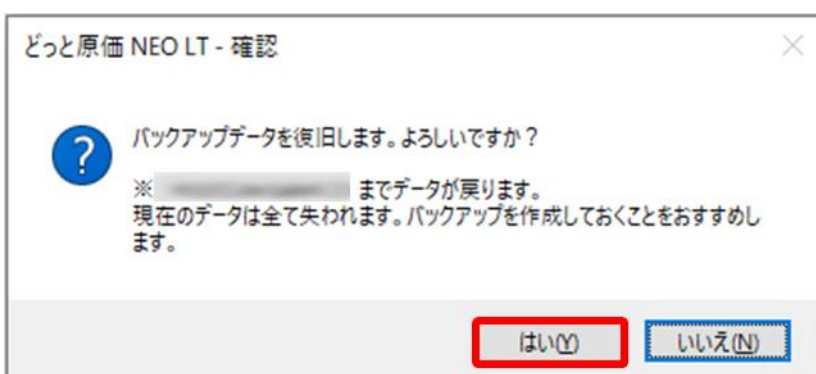 どっと原価 NEO LT - 確認
バックアップデータを復旧します。よろしいですか？
※ までデータが戻ります。
現在のデータは全て失われます。バックアップを作成しておくことをおすすめし
ます。
はい(Y) いいえ(N)